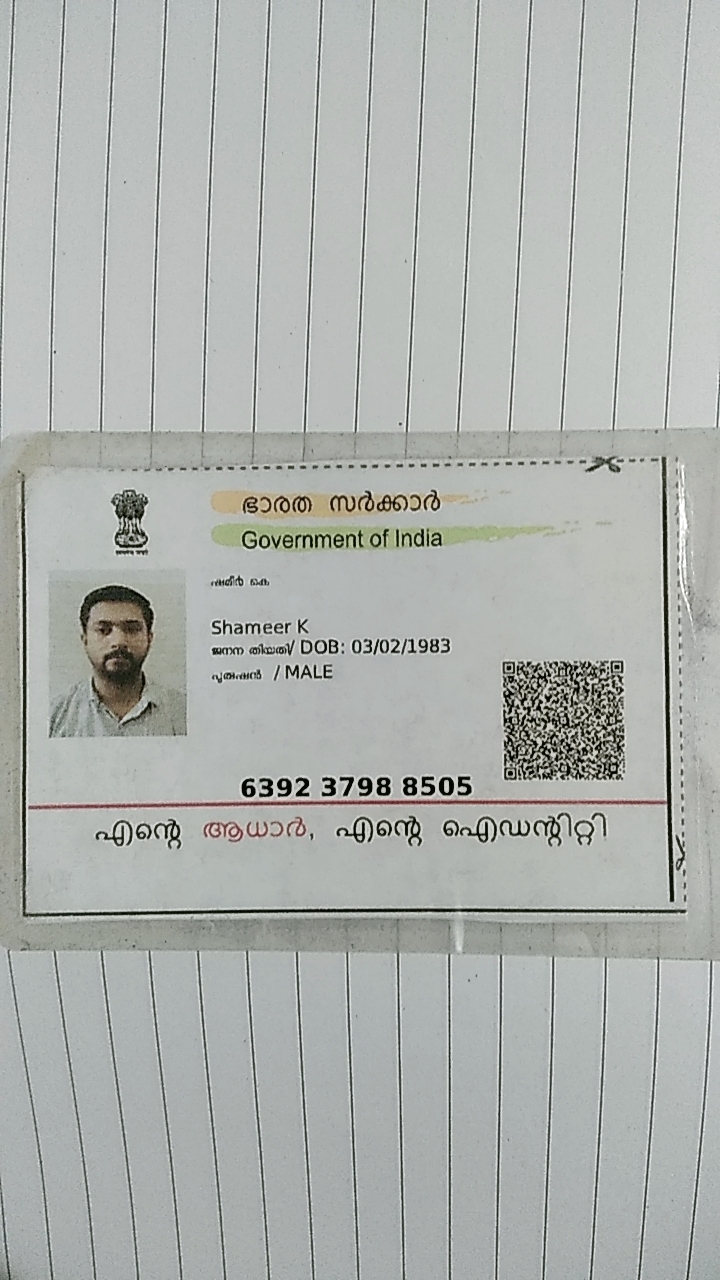 ഭാരത സർക്കാർ
Government of India
ഷമീർ കെ
Shameer K
ജനന തിയതി/ DOB: 03/02/1983
പുരുഷൻ / MALE
6392 3798 8505
എന്റെ ആധാർ, എന്റെ ഐഡന്റിറ്റി